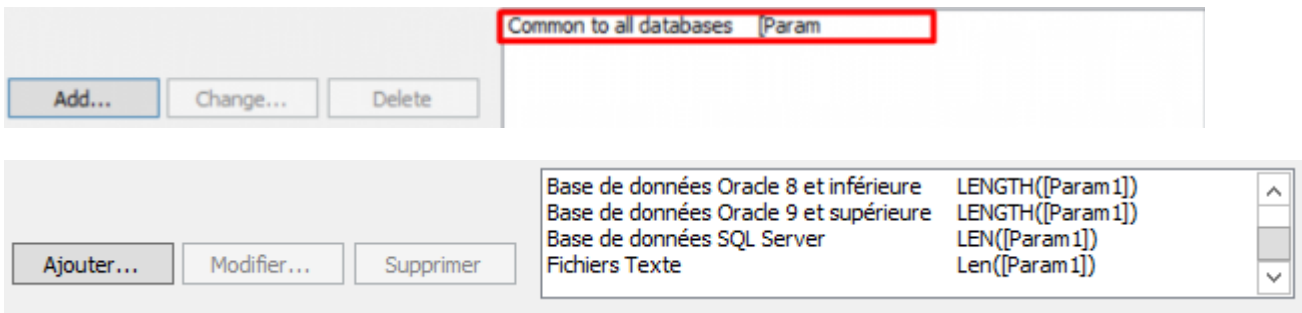 Common to all databases [Param
Add... Change... Delete
Base de données Oracle 8 et inférieure LENGTH([Param1])
Base de données Oracle 9 et supérieure LENGTH([Param1])
Base de données SQL Server LEN([Param1])
Fichiers Texte Len([Param1])
Ajouter... Modifier... Supprimer